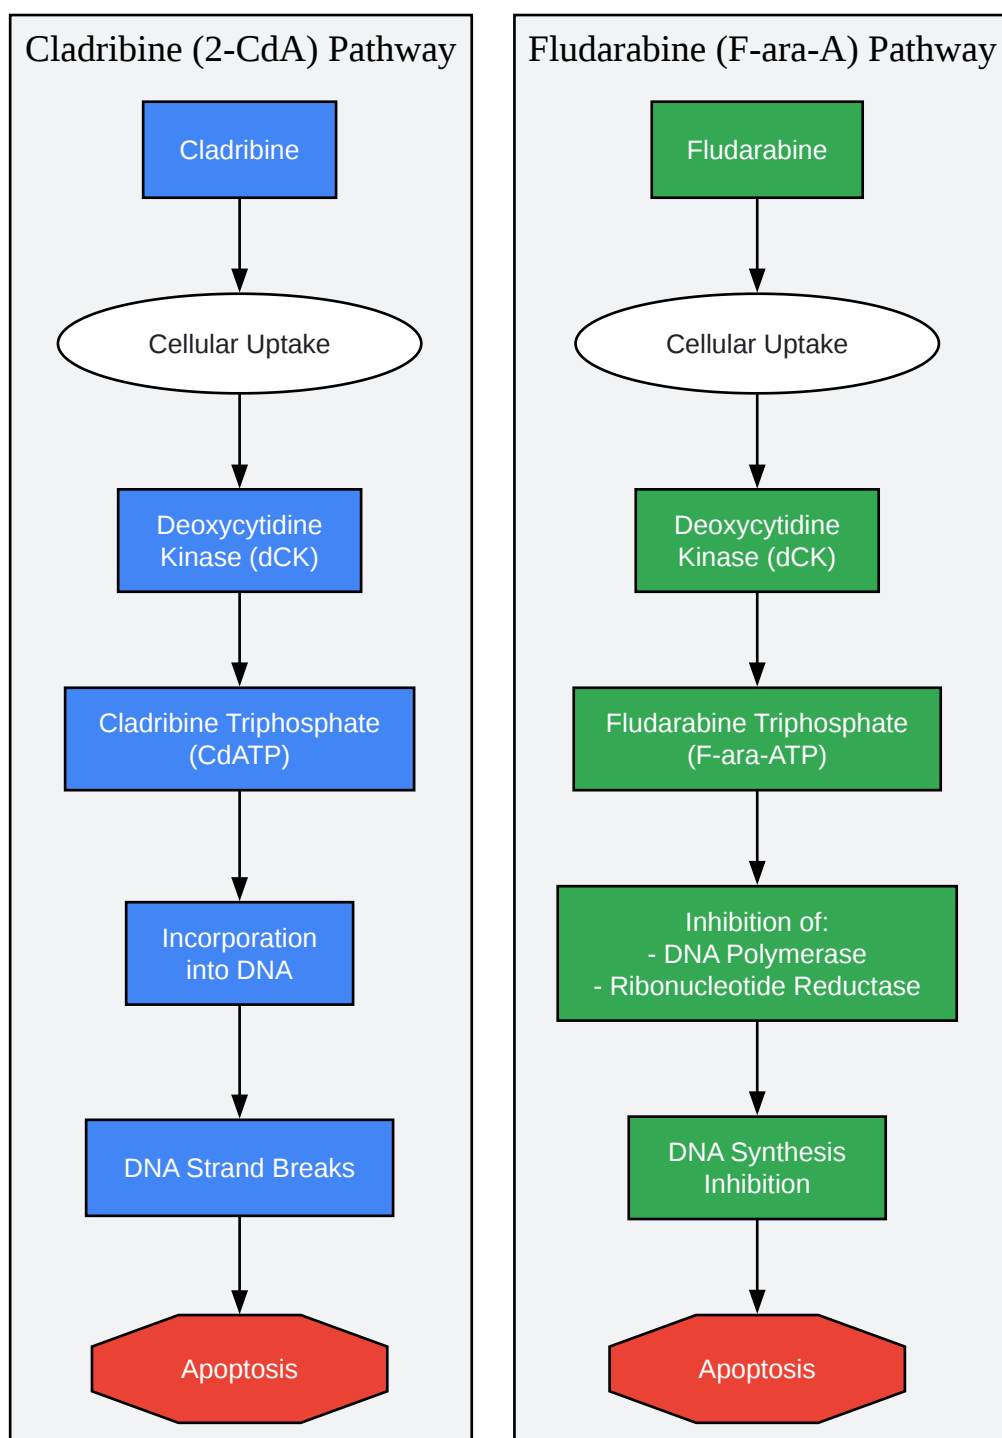 Cladribine (2-CdA) Pathway
Cladribine
Cellular Uptake
Deoxycytidine
Kinase (dCK)
Cladribine Triphosphate
(CdATP)
Incorporation
into DNA
DNA Strand Breaks
Apoptosis
Fludarabine (F-ara-A) Pathway
Fludarabine
Cellular Uptake
Deoxycytidine
Kinase (dCK)
Fludarabine Triphosphate
(F-ara-ATP)
Inhibition of:
- DNA Polymerase
- Ribonucleotide Reductase
DNA Synthesis
Inhibition
Apoptosis